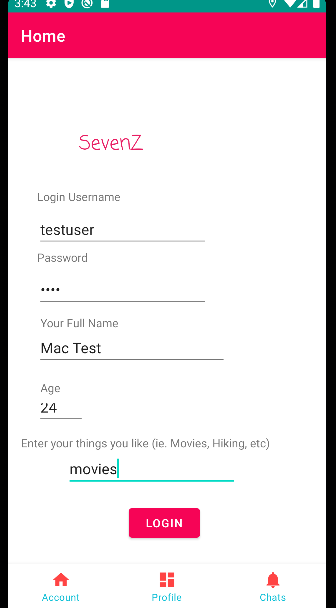 3:43
Home
SevenZ
Login Username
testuser
Password
••••
Your Full Name
Mac Test
Age
24
Enter your things you like (ie. Movies, Hiking, etc)
movies
LOGIN
Account Profile Chats